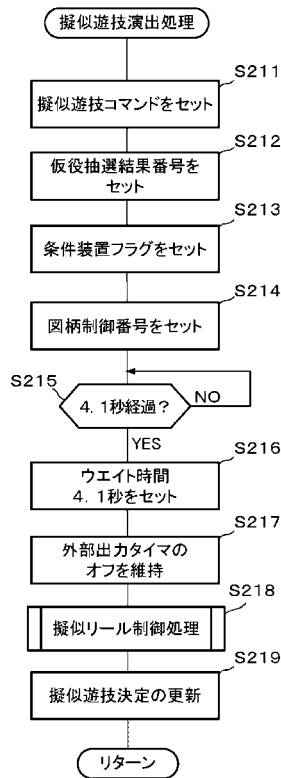 擬似遊技演出処理
S211
擬似遊技コマンドをセット
S212
仮役抽選結果番号を
セット
S213
条件装置フラグをセット
S214
図柄制御番号をセット
S215
4.1秒経過?
NO
YES
S216
ウエイト時間
4.1秒をセット
S217
外部出力タイマの
オフを維持
S218
擬似リール制御処理
S219
擬似遊技決定の更新
リターン